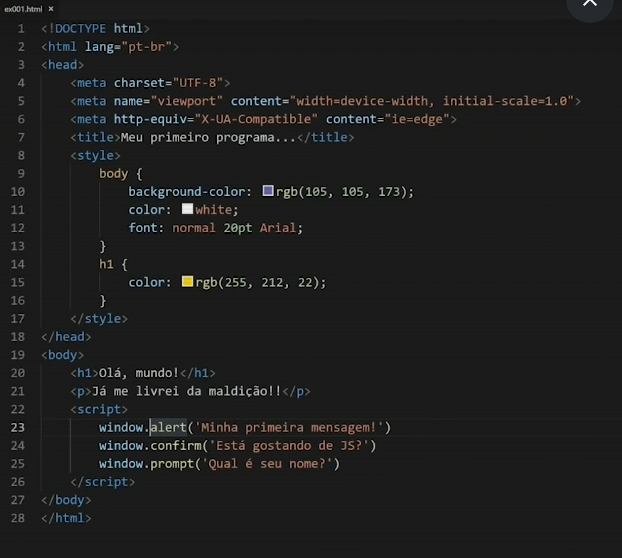 ex001.html ×
1 <!DOCTYPE html>
2 <html lang="pt-br">
3 <head>
4     <meta charset="UTF-8">
5     <meta name="viewport" content="width=device-width, initial-scale=1.0">
6     <meta http-equiv="X-UA-Compatible" content="ie=edge">
7     <title>Meu primeiro programa...</title>
8     <style>
9         body {
10             background-color: rgb(105, 105, 173);
11             color: white;
12             font: normal 20pt Arial;
13         }
14         h1 {
15             color: rgb(255, 212, 22);
16         }
17     </style>
18 </head>
19 <body>
20     <h1>Olá, mundo!</h1>
21     <p>Já me livrei da maldição!!</p>
22     <script>
23         window.alert('Minha primeira mensagem!')
24         window.confirm('Está gostando de JS?')
25         window.prompt('Qual é seu nome?')
26     </script>
27 </body>
28 </html>